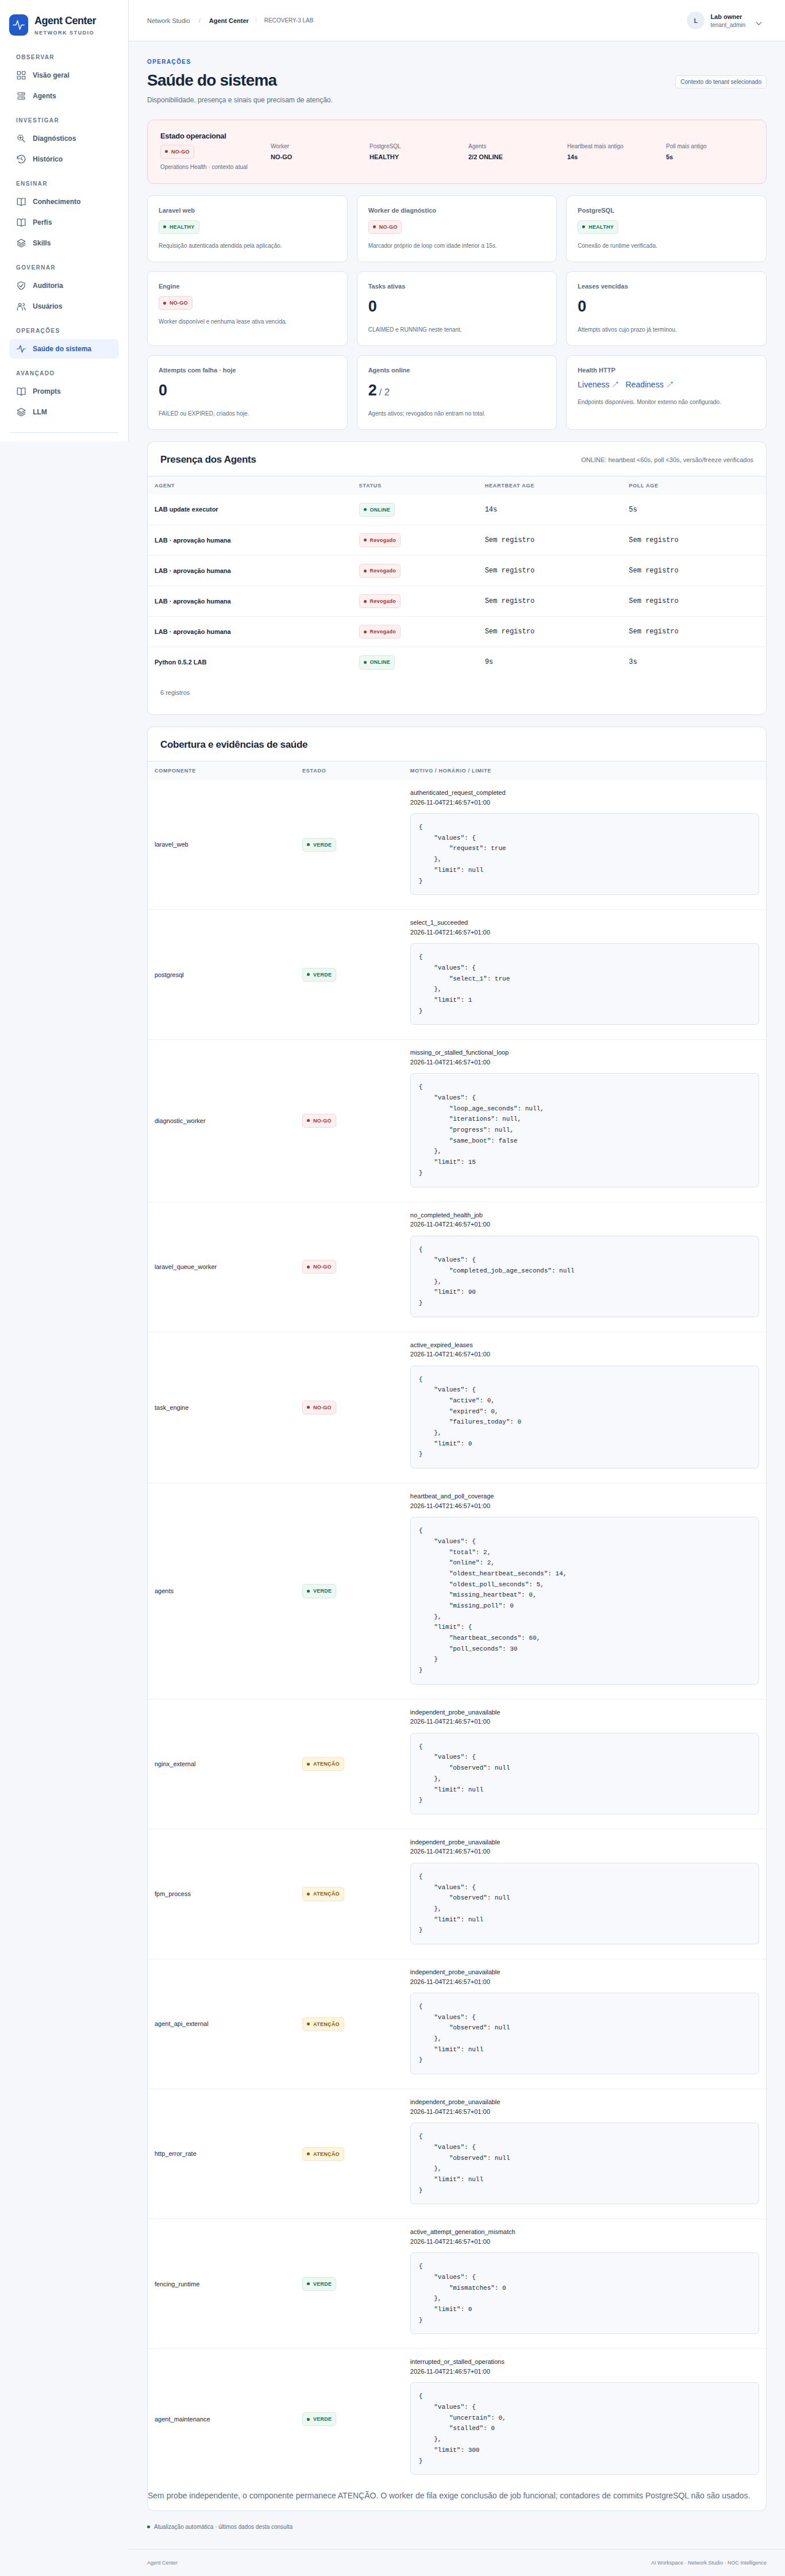 Agent Center
NETWORK STUDIO
OBSERVAR
Visão geral
Agents
INVESTIGAR
Diagnósticos
Histórico
ENSINAR
Conhecimento
Perfis
Skills
GOVERNAR
Auditoria
Usuários
OPERAÇÕES
Saúde do sistema
AVANÇADO
Prompts
LLM
Network Studio / Agent Center RECOVERY-3 LAB
L
Lab owner
tenant_admin
OPERAÇÕES
Saúde do sistema
Disponibilidade, presença e sinais que precisam de atenção.
Contexto do tenant selecionado
Estado operacional
NO-GO
Operations Health · contexto atual
Worker
NO-GO
PostgreSQL
HEALTHY
Agents
2/2 ONLINE
Heartbeat mais antigo
14s
Poll mais antigo
5s
Laravel web
HEALTHY
Requisição autenticada atendida pela aplicação.
Worker de diagnóstico
NO-GO
Marcador próprio de loop com idade inferior a 15s.
PostgreSQL
HEALTHY
Conexão de runtime verificada.
Engine
NO-GO
Worker disponível e nenhuma lease ativa vencida.
Tasks ativas
0
CLAIMED e RUNNING neste tenant.
Leases vencidas
0
Attempts ativos cujo prazo já terminou.
Attempts com falha · hoje
0
FAILED ou EXPIRED, criados hoje.
Agents online
2 / 2
Agents ativos; revogados não entram no total.
Health HTTP
Liveness ↗ Readiness ↗
Endpoints disponíveis. Monitor externo não configurado.
Presença dos Agents
ONLINE: heartbeat <60s, poll <30s, versão/freeze verificados
AGENT STATUS HEARTBEAT AGE POLL AGE
LAB update executor ONLINE 14s 5s
LAB · aprovação humana Revogado Sem registro Sem registro
LAB · aprovação humana Revogado Sem registro Sem registro
LAB · aprovação humana Revogado Sem registro Sem registro
LAB · aprovação humana Revogado Sem registro Sem registro
Python 0.5.2 LAB ONLINE 9s 3s
6 registros
Cobertura e evidências de saúde
COMPONENTE ESTADO MOTIVO / HORÁRIO / LIMITE
laravel_web
VERDE
authenticated_request_completed
2026-11-04T21:46:57+01:00
{
"values": {
"request": true
},
"limit": null
}
postgresql
VERDE
select_1_succeeded
2026-11-04T21:46:57+01:00
{
"values": {
"select_1": true
},
"limit": 1
}
diagnostic_worker
NO-GO
missing_or_stalled_functional_loop
2026-11-04T21:46:57+01:00
{
"values": {
"loop_age_seconds": null,
"iterations": null,
"progress": null,
"same_boot": false
},
"limit": 15
}
laravel_queue_worker
NO-GO
no_completed_health_job
2026-11-04T21:46:57+01:00
{
"values": {
"completed_job_age_seconds": null
},
"limit": 90
}
task_engine
NO-GO
active_expired_leases
2026-11-04T21:46:57+01:00
{
"values": {
"active": 0,
"expired": 0,
"failures_today": 0
},
"limit": 0
}
agents
VERDE
heartbeat_and_poll_coverage
2026-11-04T21:46:57+01:00
{
"values": {
"total": 2,
"online": 2,
"oldest_heartbeat_seconds": 14,
"oldest_poll_seconds": 5,
"missing_heartbeat": 0,
"missing_poll": 0
},
"limit": {
"heartbeat_seconds": 60,
"poll_seconds": 30
}
}
nginx_external
ATENÇÃO
independent_probe_unavailable
2026-11-04T21:46:57+01:00
{
"values": {
"observed": null
},
"limit": null
}
fpm_process
ATENÇÃO
independent_probe_unavailable
2026-11-04T21:46:57+01:00
{
"values": {
"observed": null
},
"limit": null
}
agent_api_external
ATENÇÃO
independent_probe_unavailable
2026-11-04T21:46:57+01:00
{
"values": {
"observed": null
},
"limit": null
}
http_error_rate
ATENÇÃO
independent_probe_unavailable
2026-11-04T21:46:57+01:00
{
"values": {
"observed": null
},
"limit": null
}
fencing_runtime
VERDE
active_attempt_generation_mismatch
2026-11-04T21:46:57+01:00
{
"values": {
"mismatches": 0
},
"limit": 0
}
agent_maintenance
VERDE
interrupted_or_stalled_operations
2026-11-04T21:46:57+01:00
{
"values": {
"uncertain": 0,
"stalled": 0
},
"limit": 300
}
Sem probe independente, o componente permanece ATENÇÃO. O worker de fila exige conclusão de job funcional; contadores de commits PostgreSQL não são usados.
Atualização automática · últimos dados desta consulta
Agent Center
AI Workspace · Network Studio · NOC Intelligence